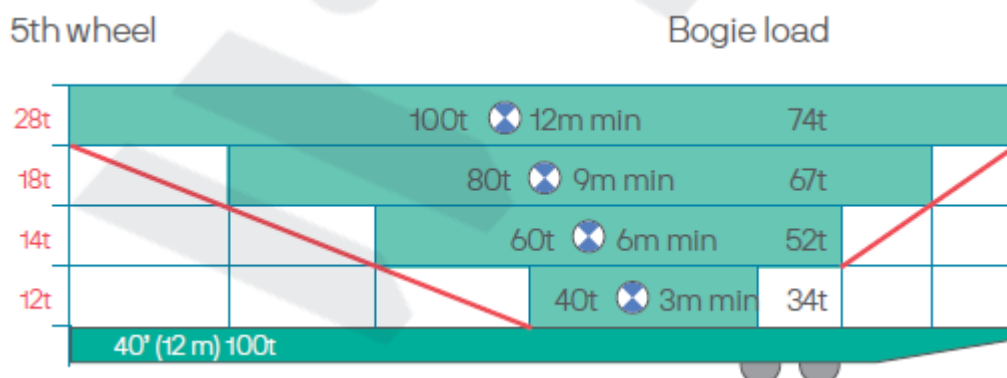 5th wheel Bogie load
28t 100t 12m min 74t
18t 80t 9m min 67t
14t 60t 6m min 52t
12t 40t 3m min 34t
40' (12 m) 100t